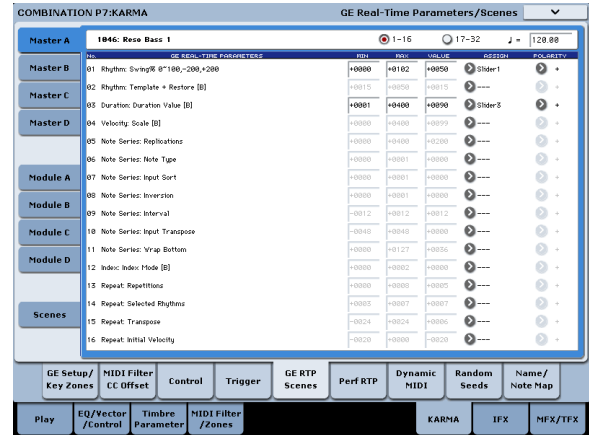 COMBINATION P7:KARMA GE Real-Time Parameters/Scenes
Master A 1046: Reso Bass 1 1-16 17-32 ♩ = 120.00
No. GE REAL-TIME PARAMETERS MIN MAX VALUE ASSIGN POLARITY
01 Rhythm: Swing% 0~100,-200,+200 +0000 +0102 +0050 Slider1 +
Master B
02 Rhythm: Template + Restore [B] +0015 +0050 +0015 --- +
Master C
03 Duration: Duration Value [B] +0001 +0400 +0090 Slider3 +
Master D
04 Velocity: Scale [B] +0000 +0400 +0099 --- +
05 Note Series: Replications +0000 +0400 +0200 --- +
06 Note Series: Note Type +0000 +0001 +0000 --- +
Module A
07 Note Series: Input Sort +0000 +0001 +0000 --- +
Module B
08 Note Series: Inversion +0000 +0001 +0000 --- +
09 Note Series: Interval -0012 +0012 +0012 --- +
Module C
10 Note Series: Input Transpose -0048 +0048 +0000 --- +
Module D
11 Note Series: Wrap Bottom +0000 +0127 +0036 --- +
12 Index: Index Mode [B] +0000 +0002 +0000 --- +
13 Repeat: Repetitions +0000 +0000 +0005 --- +
Scenes
14 Repeat: Selected Rhythms +0003 +0007 +0007 --- +
15 Repeat: Transpose -0024 +0024 +0006 --- +
16 Repeat: Initial Velocity -0020 +0000 -0020 --- +
GE Setup/ Key Zones MIDI Filter CC Offset Control Trigger GE RTP Scenes Perf RTP Dynamic MIDI Random Seeds Name/ Note Map
Play EQ/Vector /Control Timbre Parameter MIDI Filter /Zones KARMA IFX MFX/TFX